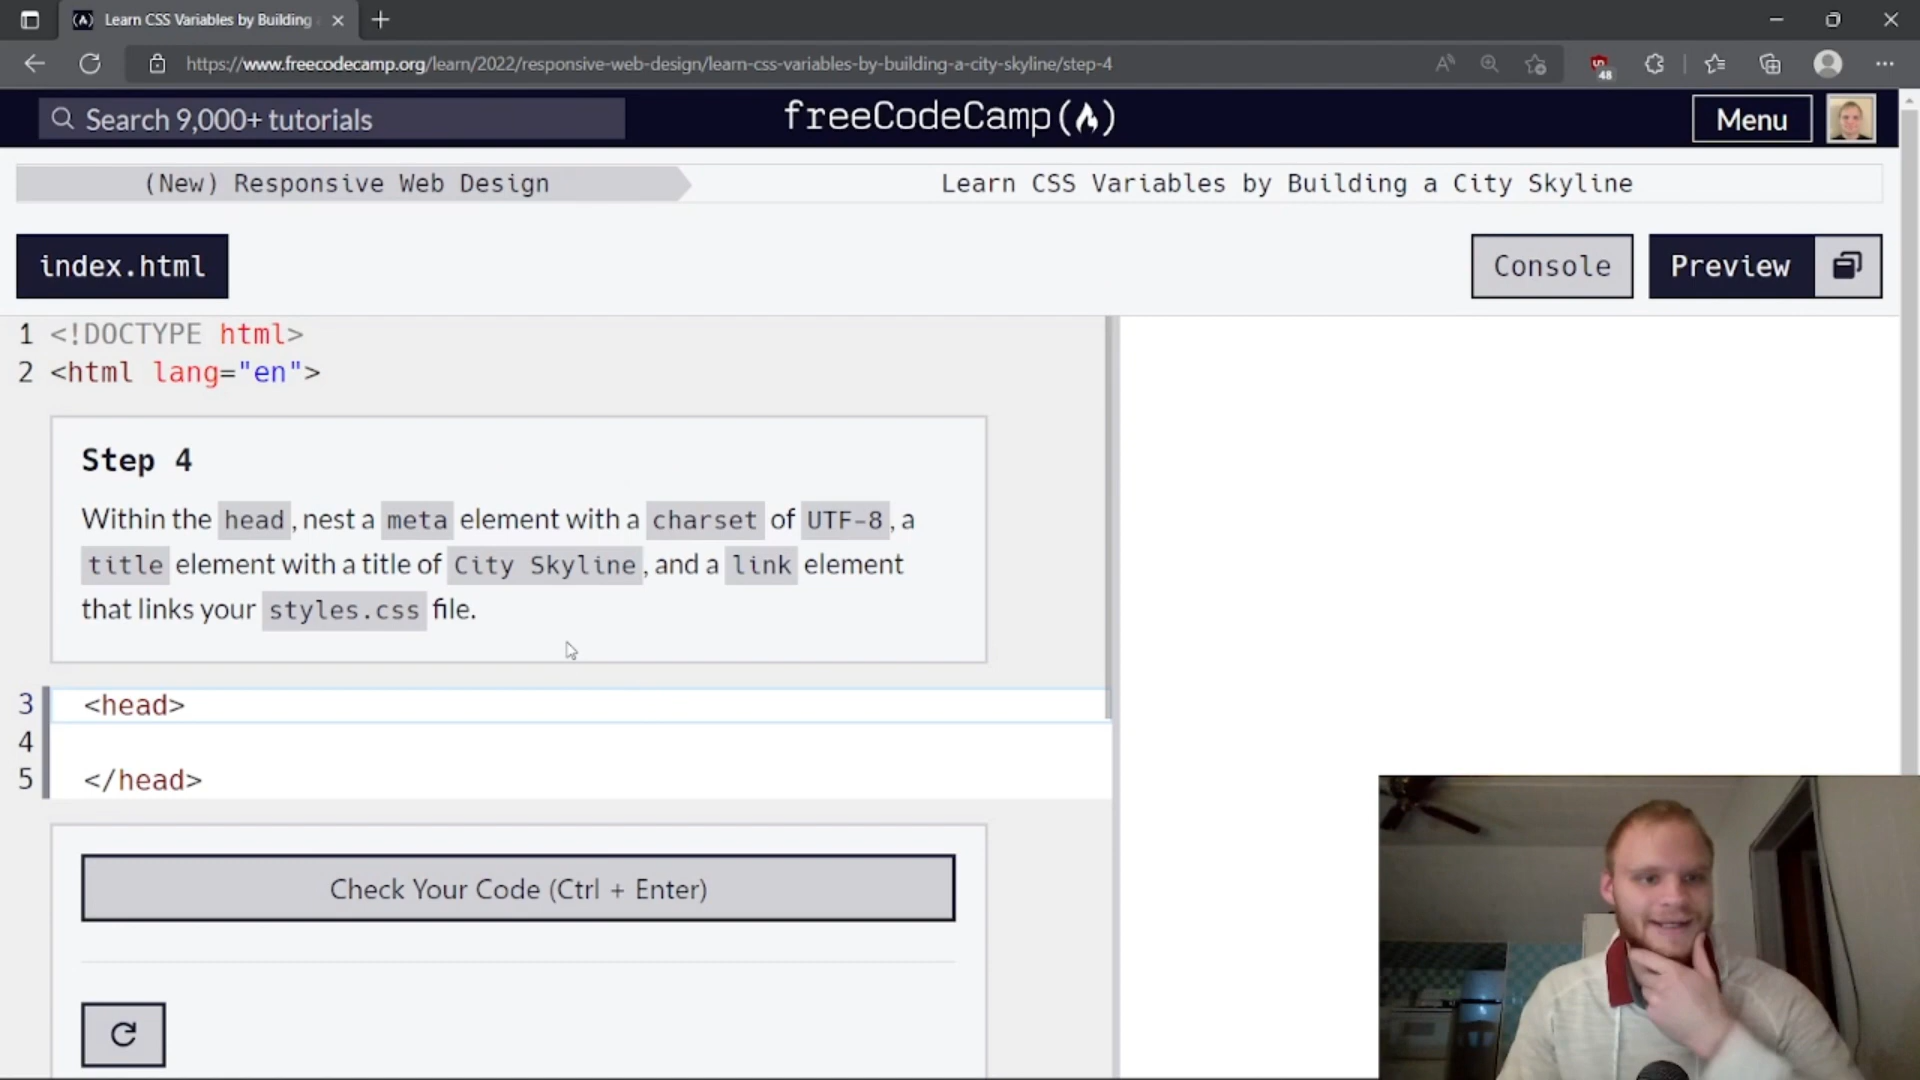 Learn CSS Variables by Building
https://www.freecodecamp.org/learn/2022/responsive-web-design/learn-css-variables-by-building-a-city-skyline/step-4
48
Search 9,000+ tutorials
freeCodeCamp
Menu
(New) Responsive Web Design
Learn CSS Variables by Building a City Skyline
index.html
Console
Preview
1 <!DOCTYPE html>
2 <html lang="en">
Step 4
Within the head, nest a meta element with a charset of UTF-8, a
title element with a title of City Skyline, and a link element
that links your styles.css file.
3 <head>
4
5 </head>
Check Your Code (Ctrl + Enter)